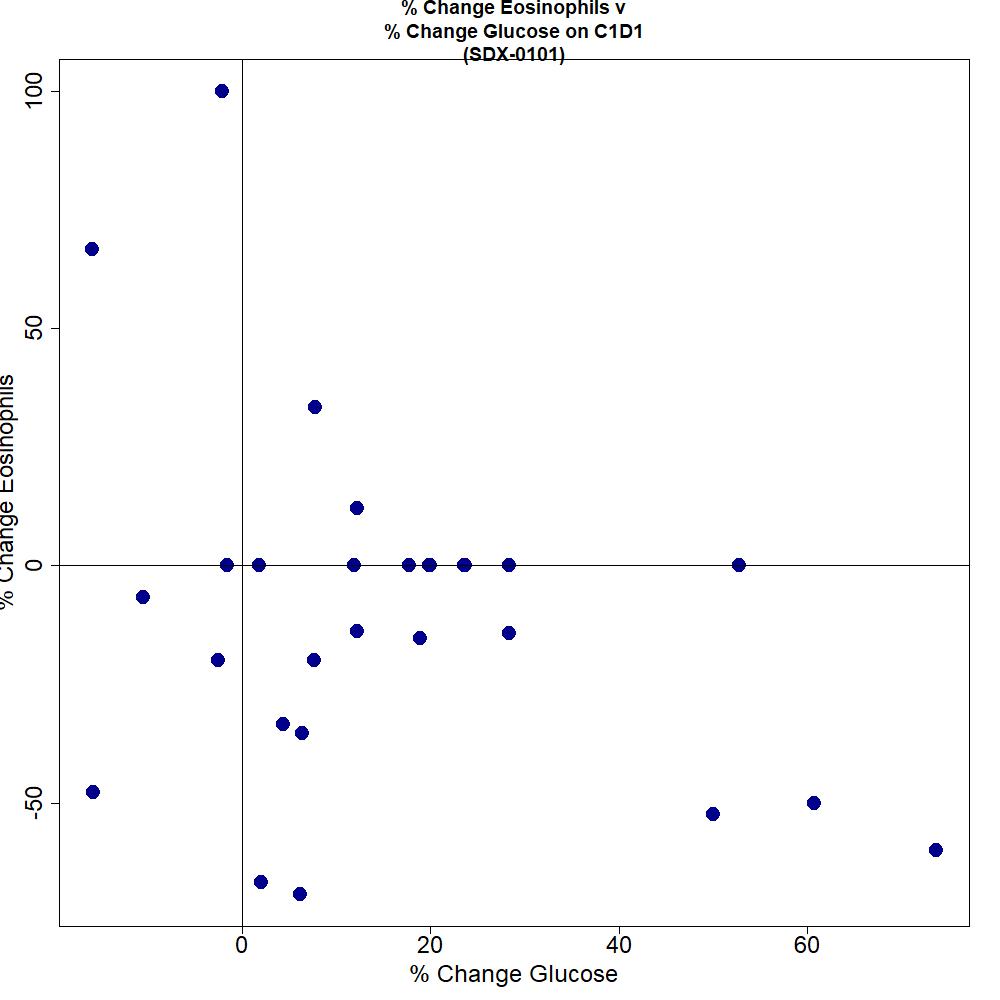 % Change Eosinophils v
% Change Glucose on C1D1
(SDX-0101)
100
50
0
-50
% Change Eosinophils
0
20
40
60
% Change Glucose